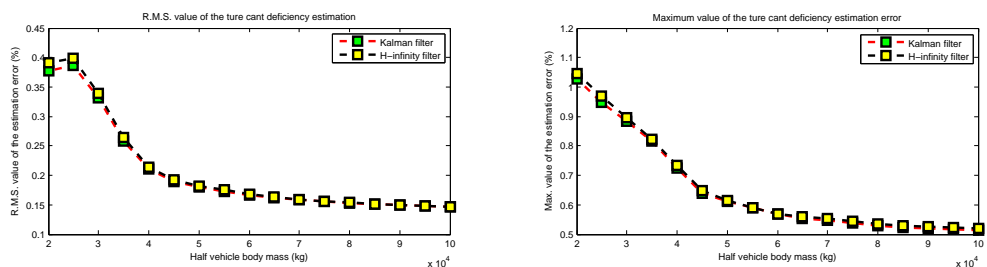 R.M.S. value of the ture cant deficiency estimation
R.M.S. value of the estimation error (%)
0.45
0.4
0.35
0.3
0.25
0.2
0.15
0.1
Kalman filter
H−infinity filter
2 3 4 5 6 7 8 9 10
x 10^4
Half vehicle body mass (kg)
Maximum value of the ture cant deficiency estimation error
Max. value of the estimation error (%)
1.2
1.1
1
0.9
0.8
0.7
0.6
0.5
Kalman filter
H−infinity filter
2 3 4 5 6 7 8 9 10
x 10^4
Half vehicle body mass (kg)